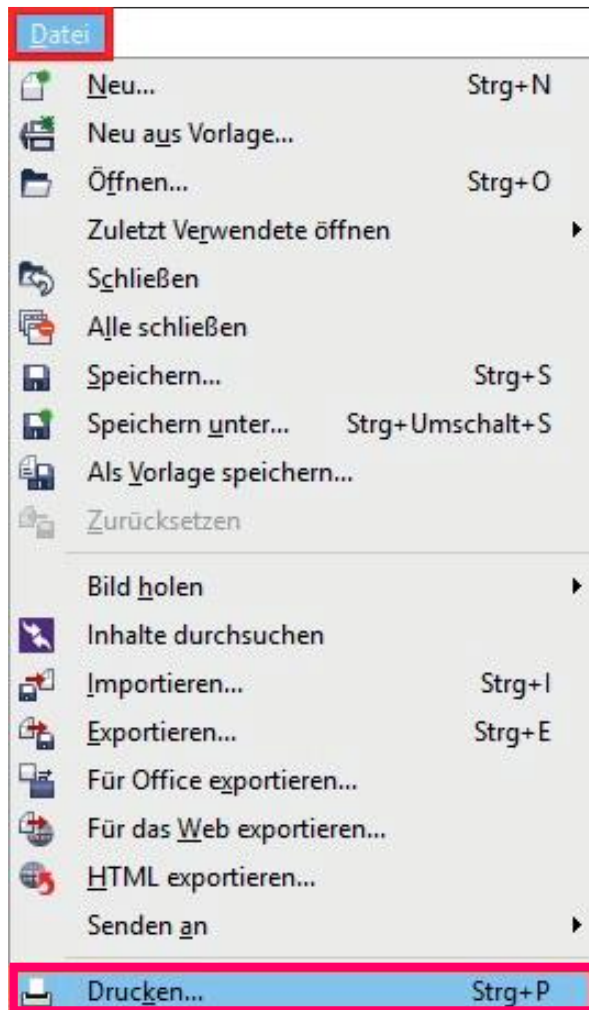 Datei
Neu... Strg+N
Neu aus Vorlage...
Öffnen... Strg+O
Zuletzt Verwendete öffnen
Schließen
Alle schließen
Speichern... Strg+S
Speichern unter... Strg+Umschalt+S
Als Vorlage speichern...
Zurücksetzen
Bild holen
Inhalte durchsuchen
Importieren... Strg+I
Exportieren... Strg+E
Für Office exportieren...
Für das Web exportieren...
HTML exportieren...
Senden an
Drucken... Strg+P